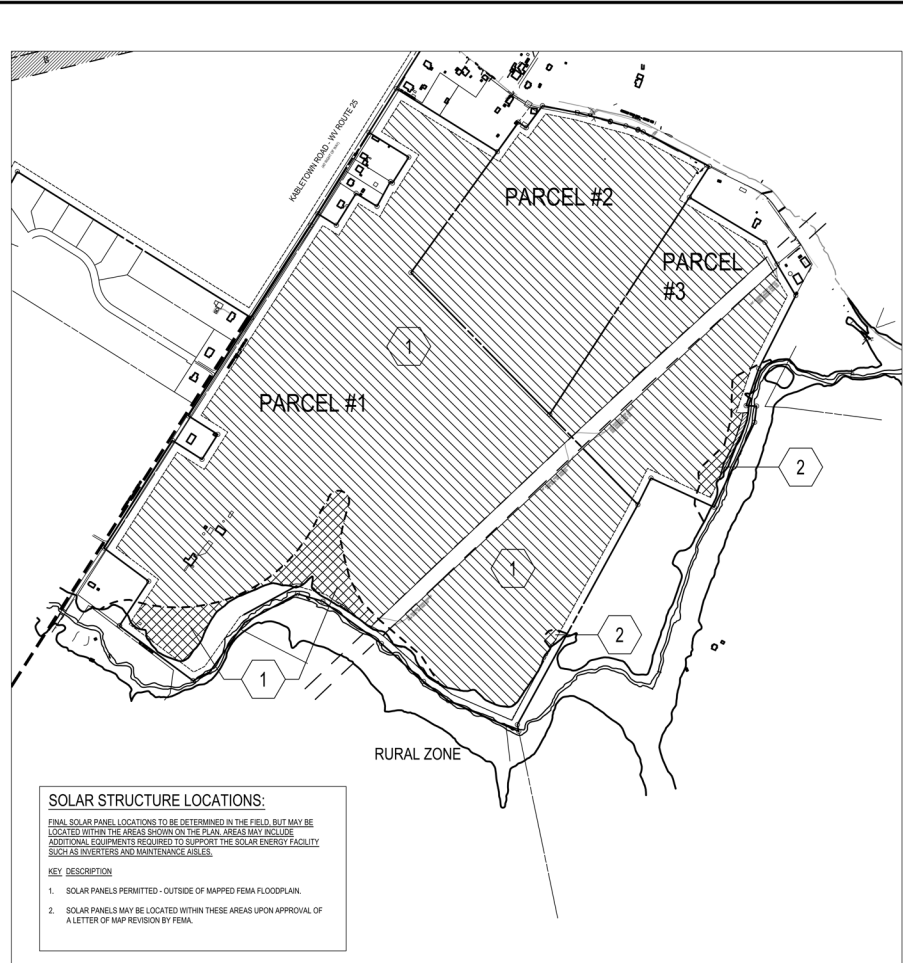 KABLETOWN ROAD - WV ROUTE 25
PARCEL #2
PARCEL
#3
1
PARCEL #1
2
1
2
1
RURAL ZONE
SOLAR STRUCTURE LOCATIONS:
FINAL SOLAR PANEL LOCATIONS TO BE DETERMINED IN THE FIELD, BUT MAY BE
LOCATED WITHIN THE AREAS SHOWN ON THE PLAN. AREAS MAY INCLUDE
ADDITIONAL EQUIPMENTS REQUIRED TO SUPPORT THE SOLAR ENERGY FACILITY
SUCH AS INVERTERS AND MAINTENANCE AISLES.
KEY DESCRIPTION
1. SOLAR PANELS PERMITTED - OUTSIDE OF MAPPED FEMA FLOODPLAIN.
2. SOLAR PANELS MAY BE LOCATED WITHIN THESE AREAS UPON APPROVAL OF
A LETTER OF MAP REVISION BY FEMA.